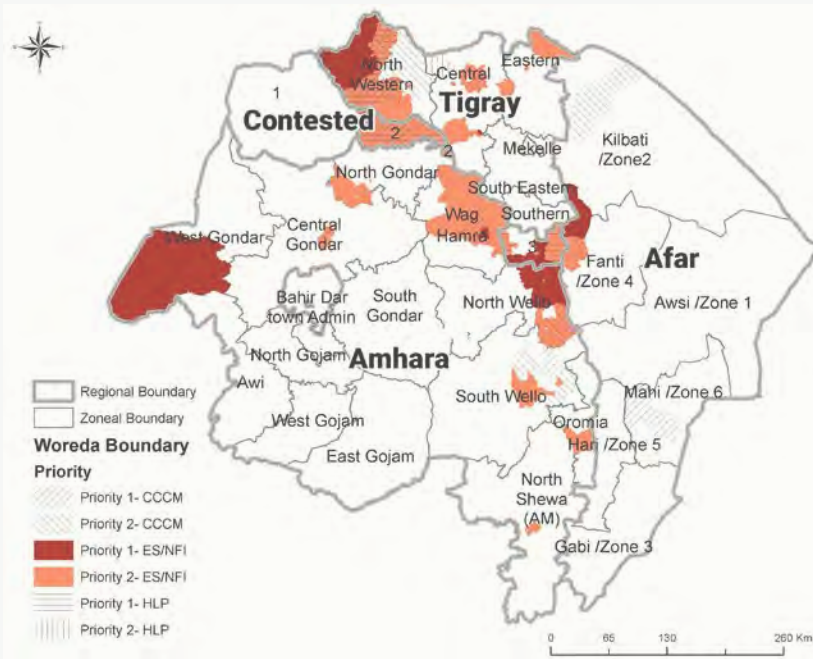 North
Western
Central
Eastern
Tigray
1
Contested
2
2
Kilbati
/Zone2
Mekelle
North Gondar
South Eastern
Southern
Wag
Hamra
3
West Gondar
Central
Gondar
Fanti
/Zone 4
Afar
Awsi /Zone 1
Bahir Dar
town Admin
South
Gondar
North Wello
North Gojam
Amhara
Awi
South Wello
Mahi /Zone 6
West Gojam
Oromia
Hari /Zone 5
East Gojam
North
Shewa
(AM)
Gabi /Zone 3
Regional Boundary
Zoneal Boundary
Woreda Boundary
Priority
Priority 1- CCCM
Priority 2- CCCM
Priority 1- ES/NFI
Priority 2- ES/NFI
Priority 1- HLP
Priority 2- HLP
0 65 130 260 Km